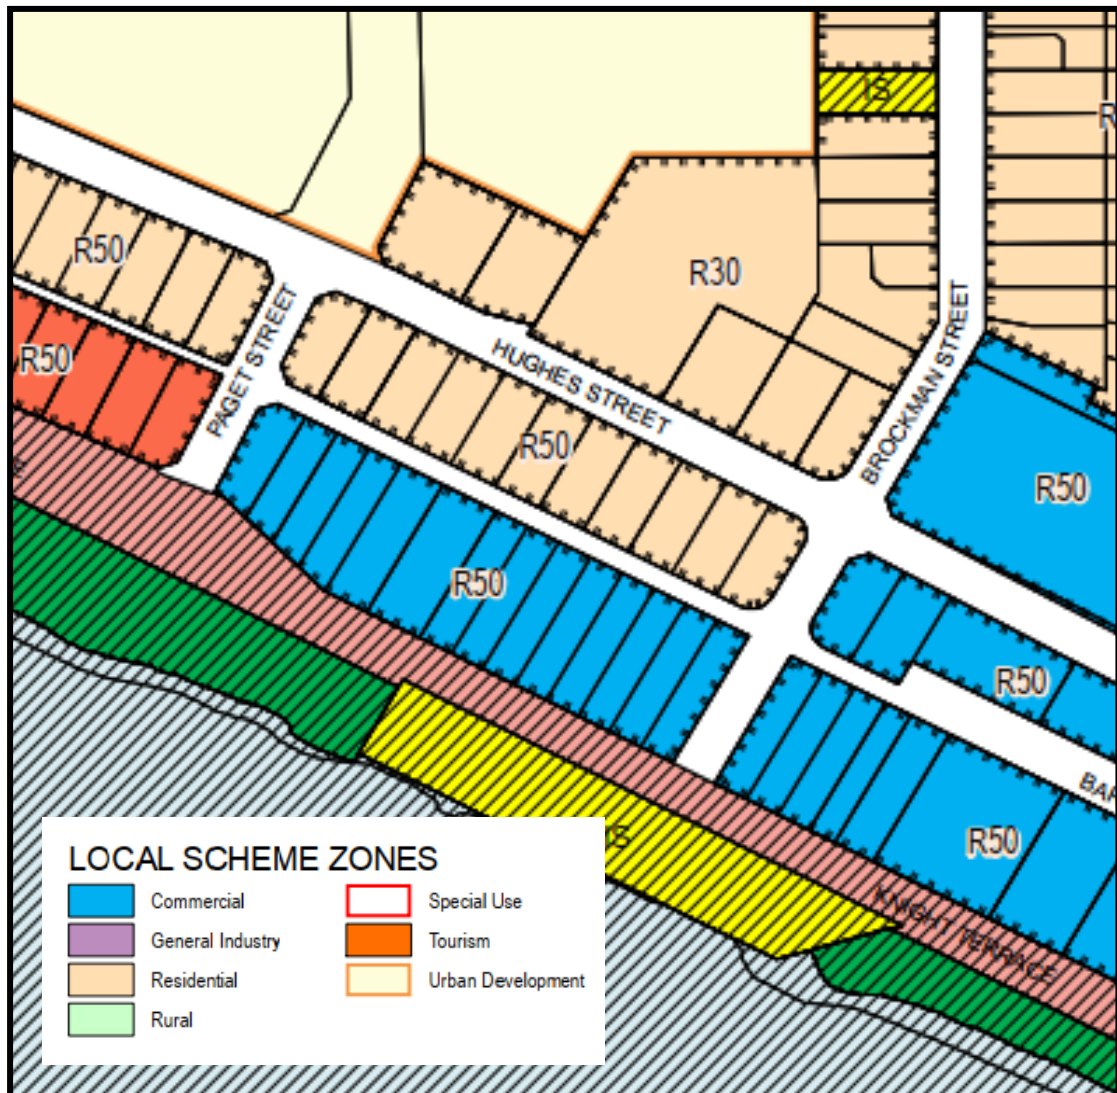 IS
R50
R30
PAGET STREET
HUGHES STREET
BROCKMAN STREET
R50
R50
R50
R50
R50
R50
KNIGHT TERRACE
LOCAL SCHEME ZONES
Commercial
General Industry
Residential
Rural
Special Use
Tourism
Urban Development